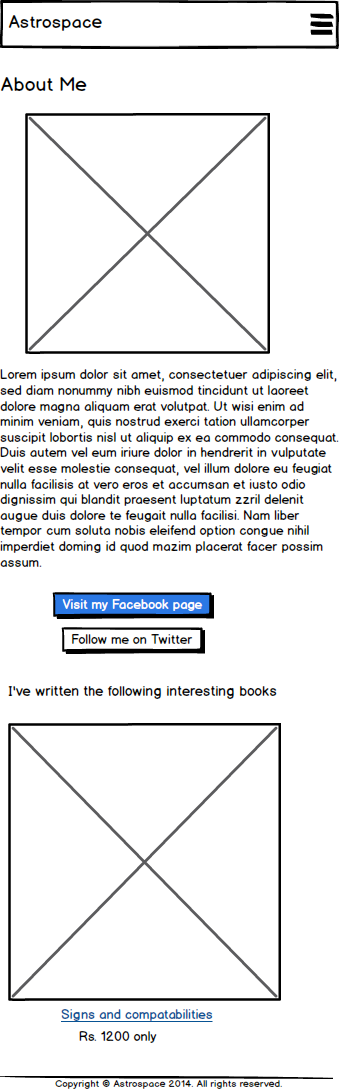 Astrospace
About Me
Lorem ipsum dolor sit amet, consectetuer adipiscing elit,
sed diam nonummy nibh euismod tincidunt ut laoreet
dolore magna aliquam erat volutpat. Ut wisi enim ad
minim veniam, quis nostrud exerci tation ullamcorper
suscipit lobortis nisl ut aliquip ex ea commodo consequat.
Duis autem vel eum iriure dolor in hendrerit in vulputate
velit esse molestie consequat, vel illum dolore eu feugiat
nulla facilisis at vero eros et accumsan et iusto odio
dignissim qui blandit praesent luptatum zzril delenit
augue duis dolore te feugait nulla facilisi. Nam liber
tempor cum soluta nobis eleifend option congue nihil
imperdiet doming id quod mazim placerat facer possim
assum.
Visit my Facebook page
Follow me on Twitter
I've written the following interesting books
Signs and compatabilities
Rs. 1200 only
Copyright © Astrospace 2014. All rights reserved.